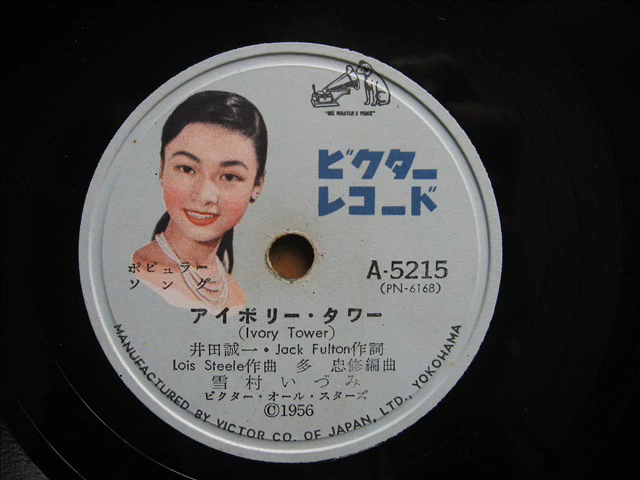 "HIS MASTER'S VOICE"
ビクター
レコード
ポピュラー
ソング
A-5215
(PN-6168)
アイボリー・タワー
(Ivory Tower)
井田誠一・Jack Fulton作詞
Lois Steele作曲 多 忠修編曲
雪村いづみ
ビクター・オール・スターズ
©1956
MANUFACTURED BY VICTOR CO. OF JAPAN, LTD., YOKOHAMA